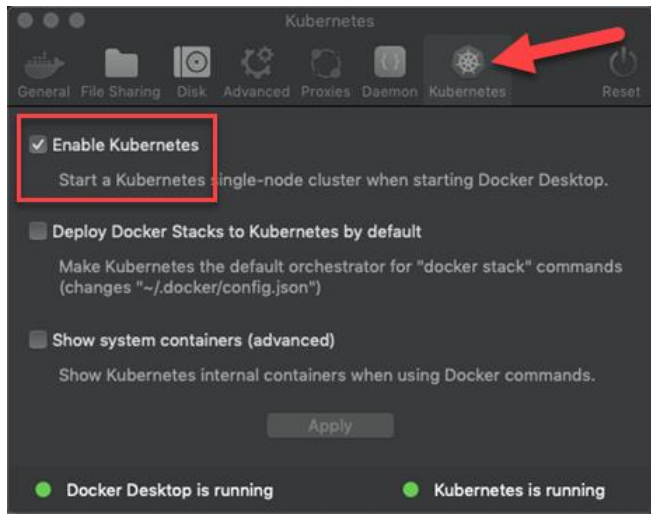 Kubernetes
General File Sharing Disk Advanced Proxies Daemon Kubernetes Reset
Enable Kubernetes
Start a Kubernetes single-node cluster when starting Docker Desktop.
Deploy Docker Stacks to Kubernetes by default
Make Kubernetes the default orchestrator for "docker stack" commands
(changes "~/.docker/config.json")
Show system containers (advanced)
Show Kubernetes internal containers when using Docker commands.
Apply
Docker Desktop is running Kubernetes is running